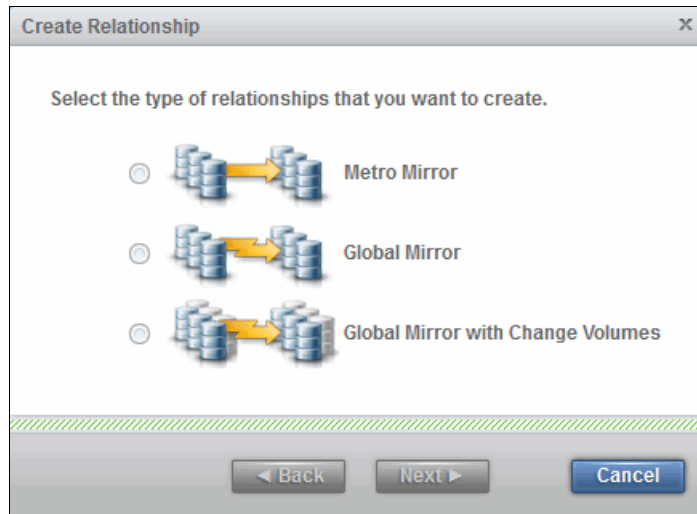 Create Relationship x
Select the type of relationships that you want to create.
Metro Mirror
Global Mirror
Global Mirror with Change Volumes
◄ Back Next ► Cancel